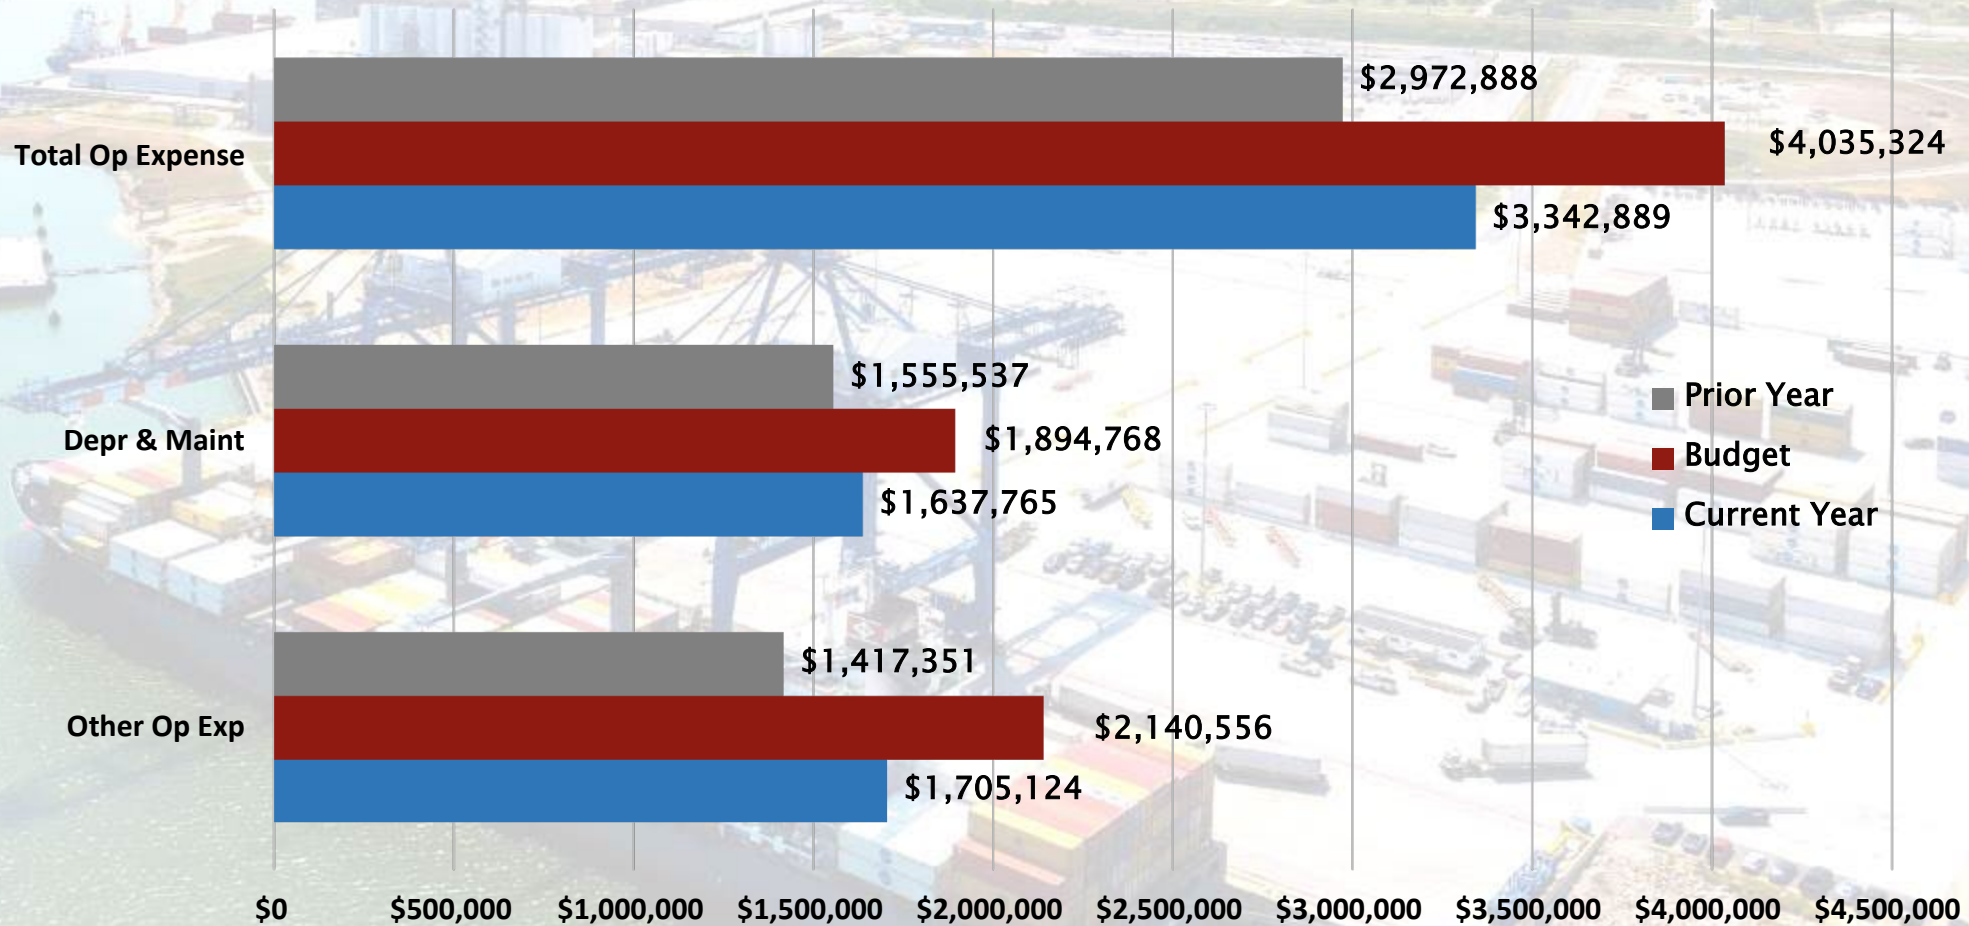 $2,972,888
Total Op Expense
$4,035,324
$3,342,889
$1,555,537
Prior Year
Depr & Maint
$1,894,768
Budget
$1,637,765
Current Year
$1,417,351
Other Op Exp
$2,140,556
$1,705,124
$0 $500,000 $1,000,000 $1,500,000 $2,000,000 $2,500,000 $3,000,000 $3,500,000 $4,000,000 $4,500,000